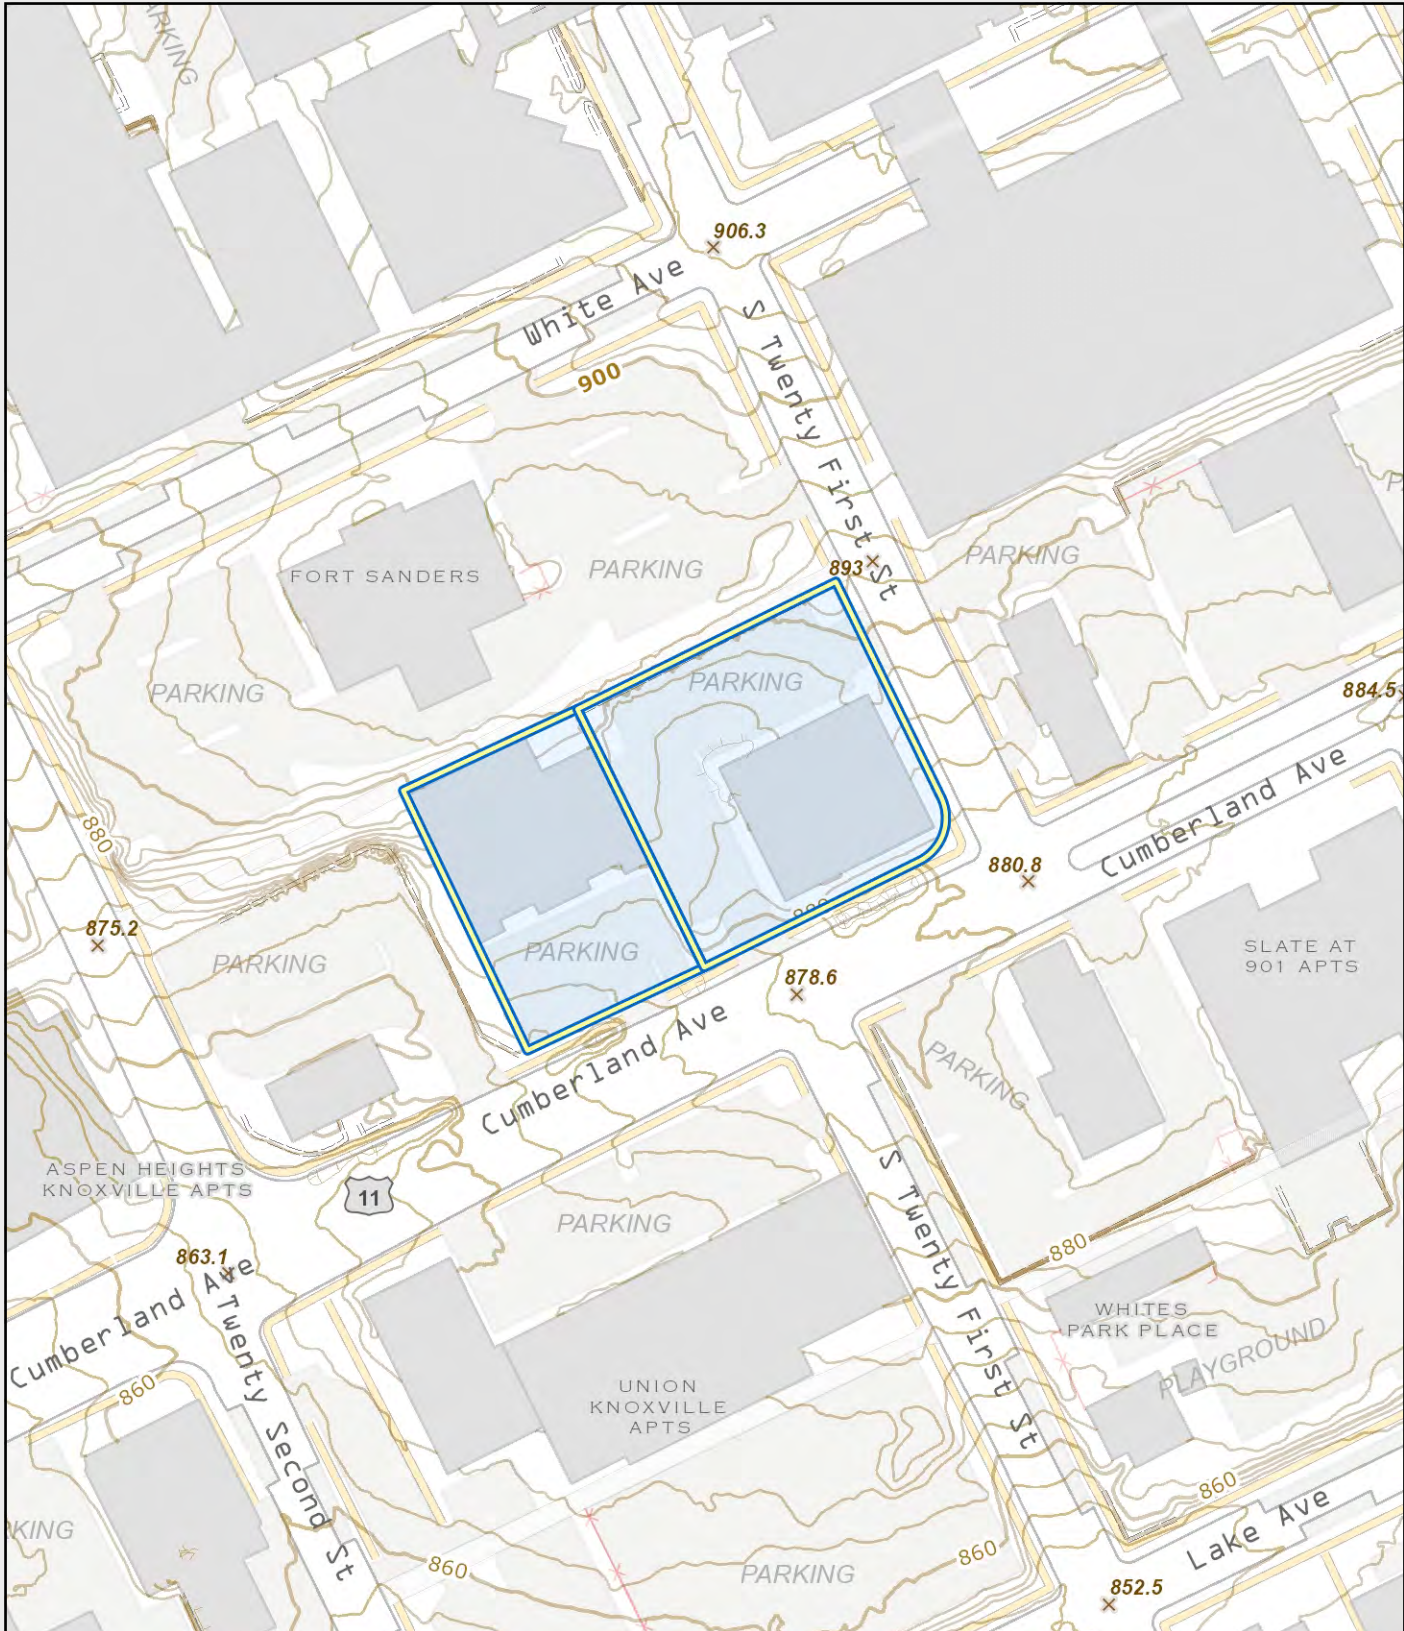 PARKING
906.3
White Ave
S Twenty First St
900
FORT SANDERS
PARKING
893
PARKING
PARKING
PARKING
884.5
880
Cumberland Ave
880.8
875.2
PARKING
PARKING
878.6
SLATE AT
901 APTS
Cumberland Ave
PARKING
ASPEN HEIGHTS
KNOXVILLE APTS
11
PARKING
S Twenty First St
880
863.1
Cumberland Ave
WHITES
PARK PLACE
PLAYGROUND
860
S Twenty Second St
UNION
KNOXVILLE
APTS
860
Lake Ave
RKING
860
860
PARKING
852.5